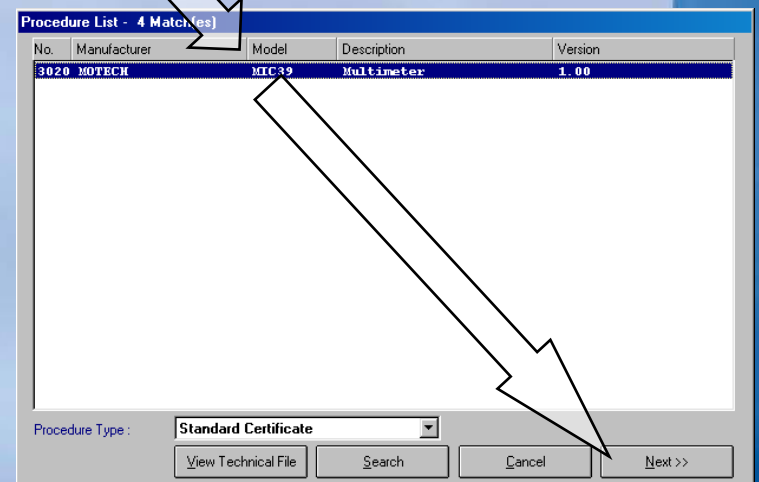 Procedure List - 4 Match(es)
No. Manufacturer Model Description Version
3020 MOTECH MIC39 Multimeter 1.00
Procedure Type : Standard Certificate
View Technical File Search Cancel Next >>